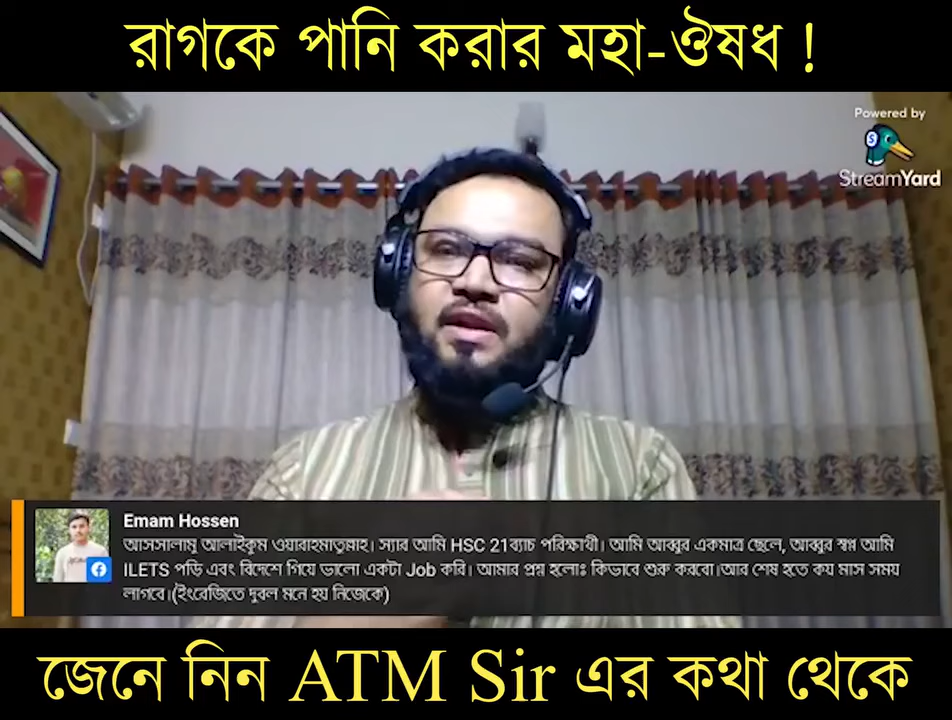 রাগকে পানি করার মহা-ঔষধ !
Powered by
StreamYard
Emam Hossen
আসসালামু আলাইকুম ওয়ারাহমাতুল্লাহ। স্যার আমি HSC 21ব্যাচ পরিক্ষার্থী। আমি আব্বুর একমাত্র ছেলে, আব্বুর স্বপ্ন আমি
ILETS পড়ি এবং বিদেশে গিয়ে ভালো একটা Job করি। আমার প্রশ্ন হলোঃ কিভাবে শুরু করবো।আর শেষ হতে কয় মাস সময়
লাগবে।(ইংরেজিতে দুর্বল মনে হয় নিজেকে)
জেনে নিন ATM Sir এর কথা থেকে